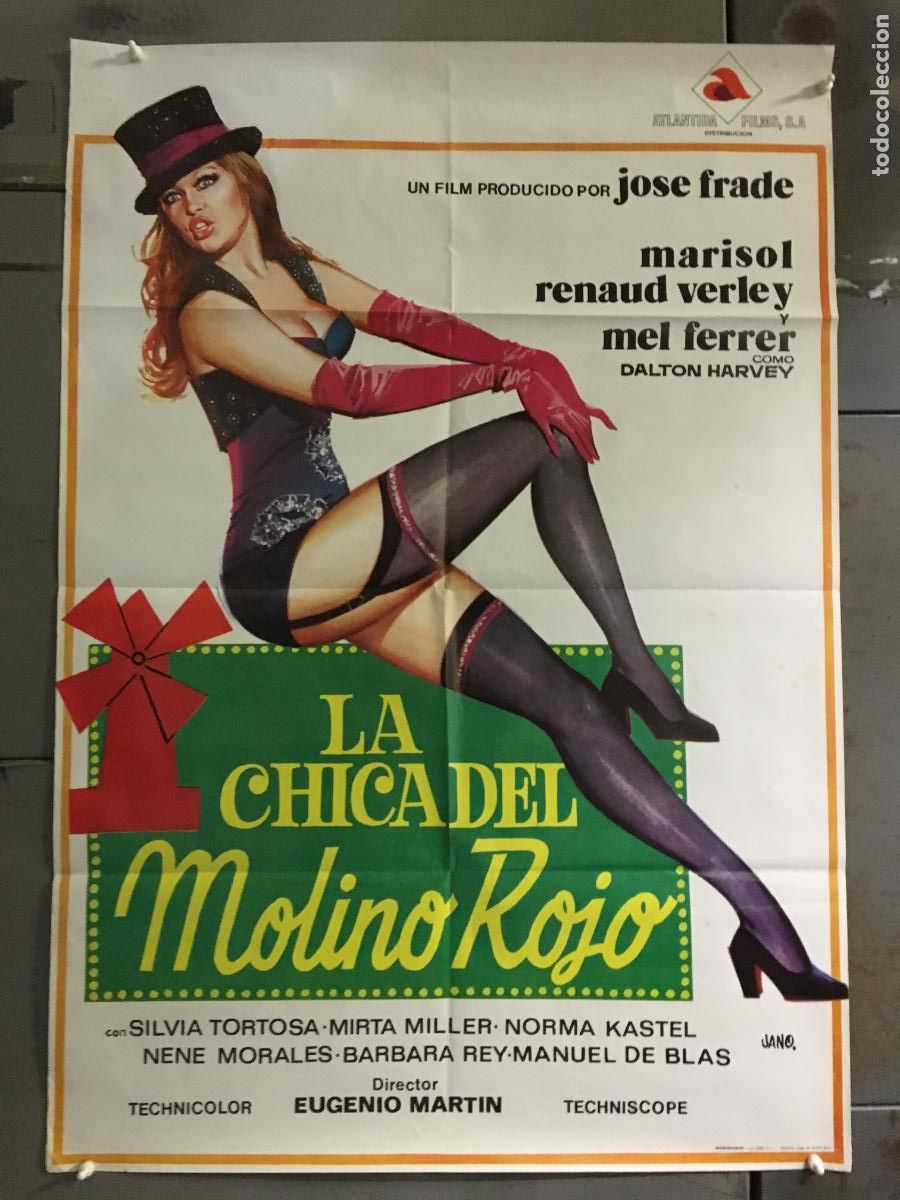 todocoleccion
ATLANTIDA FILMS, S.A
DISTRIBUCION
UN FILM PRODUCIDO POR jose frade
marisol
renaud verley
Y
mel ferrer
COMO
DALTON HARVEY
LA
CHICA DEL
Molino Rojo
con SILVIA TORTOSA · MIRTA MILLER · NORMA KASTEL
NENE MORALES · BARBARA REY · MANUEL DE BLAS
JANO.
Director
TECHNICOLOR EUGENIO MARTIN TECHNISCOPE